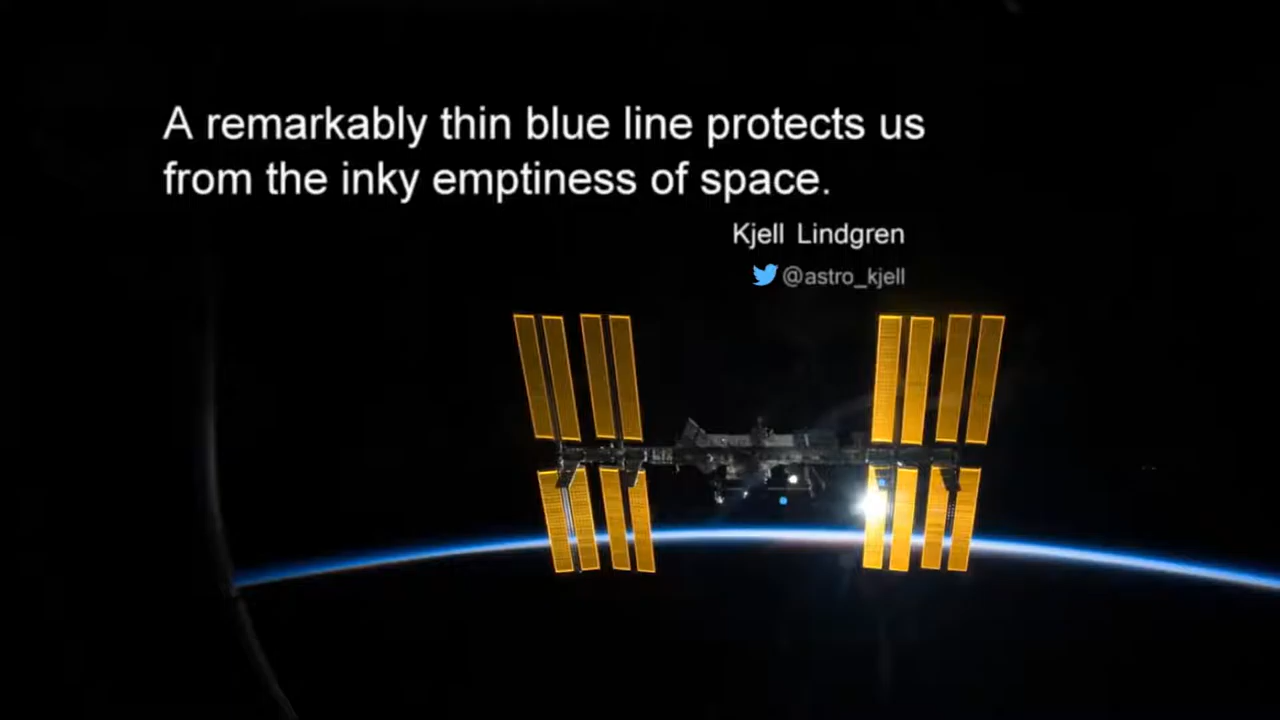 A remarkably thin blue line protects us
from the inky emptiness of space.
Kjell Lindgren
@astro_kjell